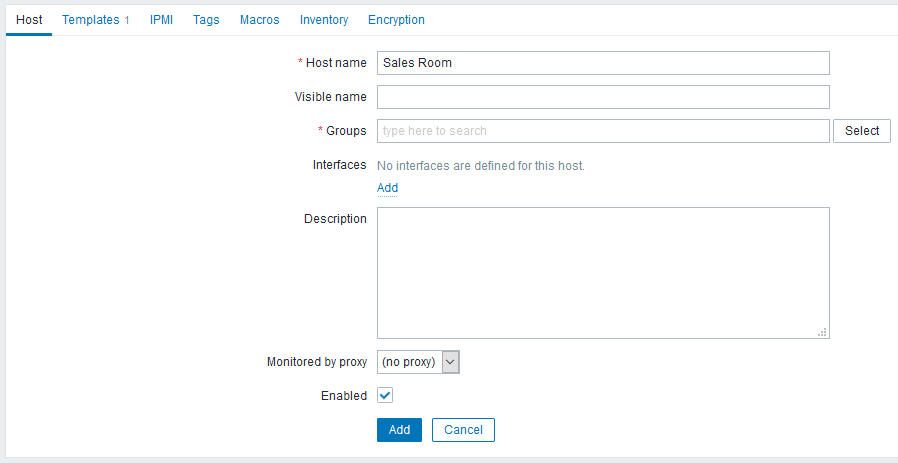 Host Templates 1 IPMI Tags Macros Inventory Encryption
* Host name Sales Room
Visible name
* Groups type here to search Select
Interfaces No interfaces are defined for this host.
Add
Description
Monitored by proxy (no proxy)
Enabled
Add Cancel